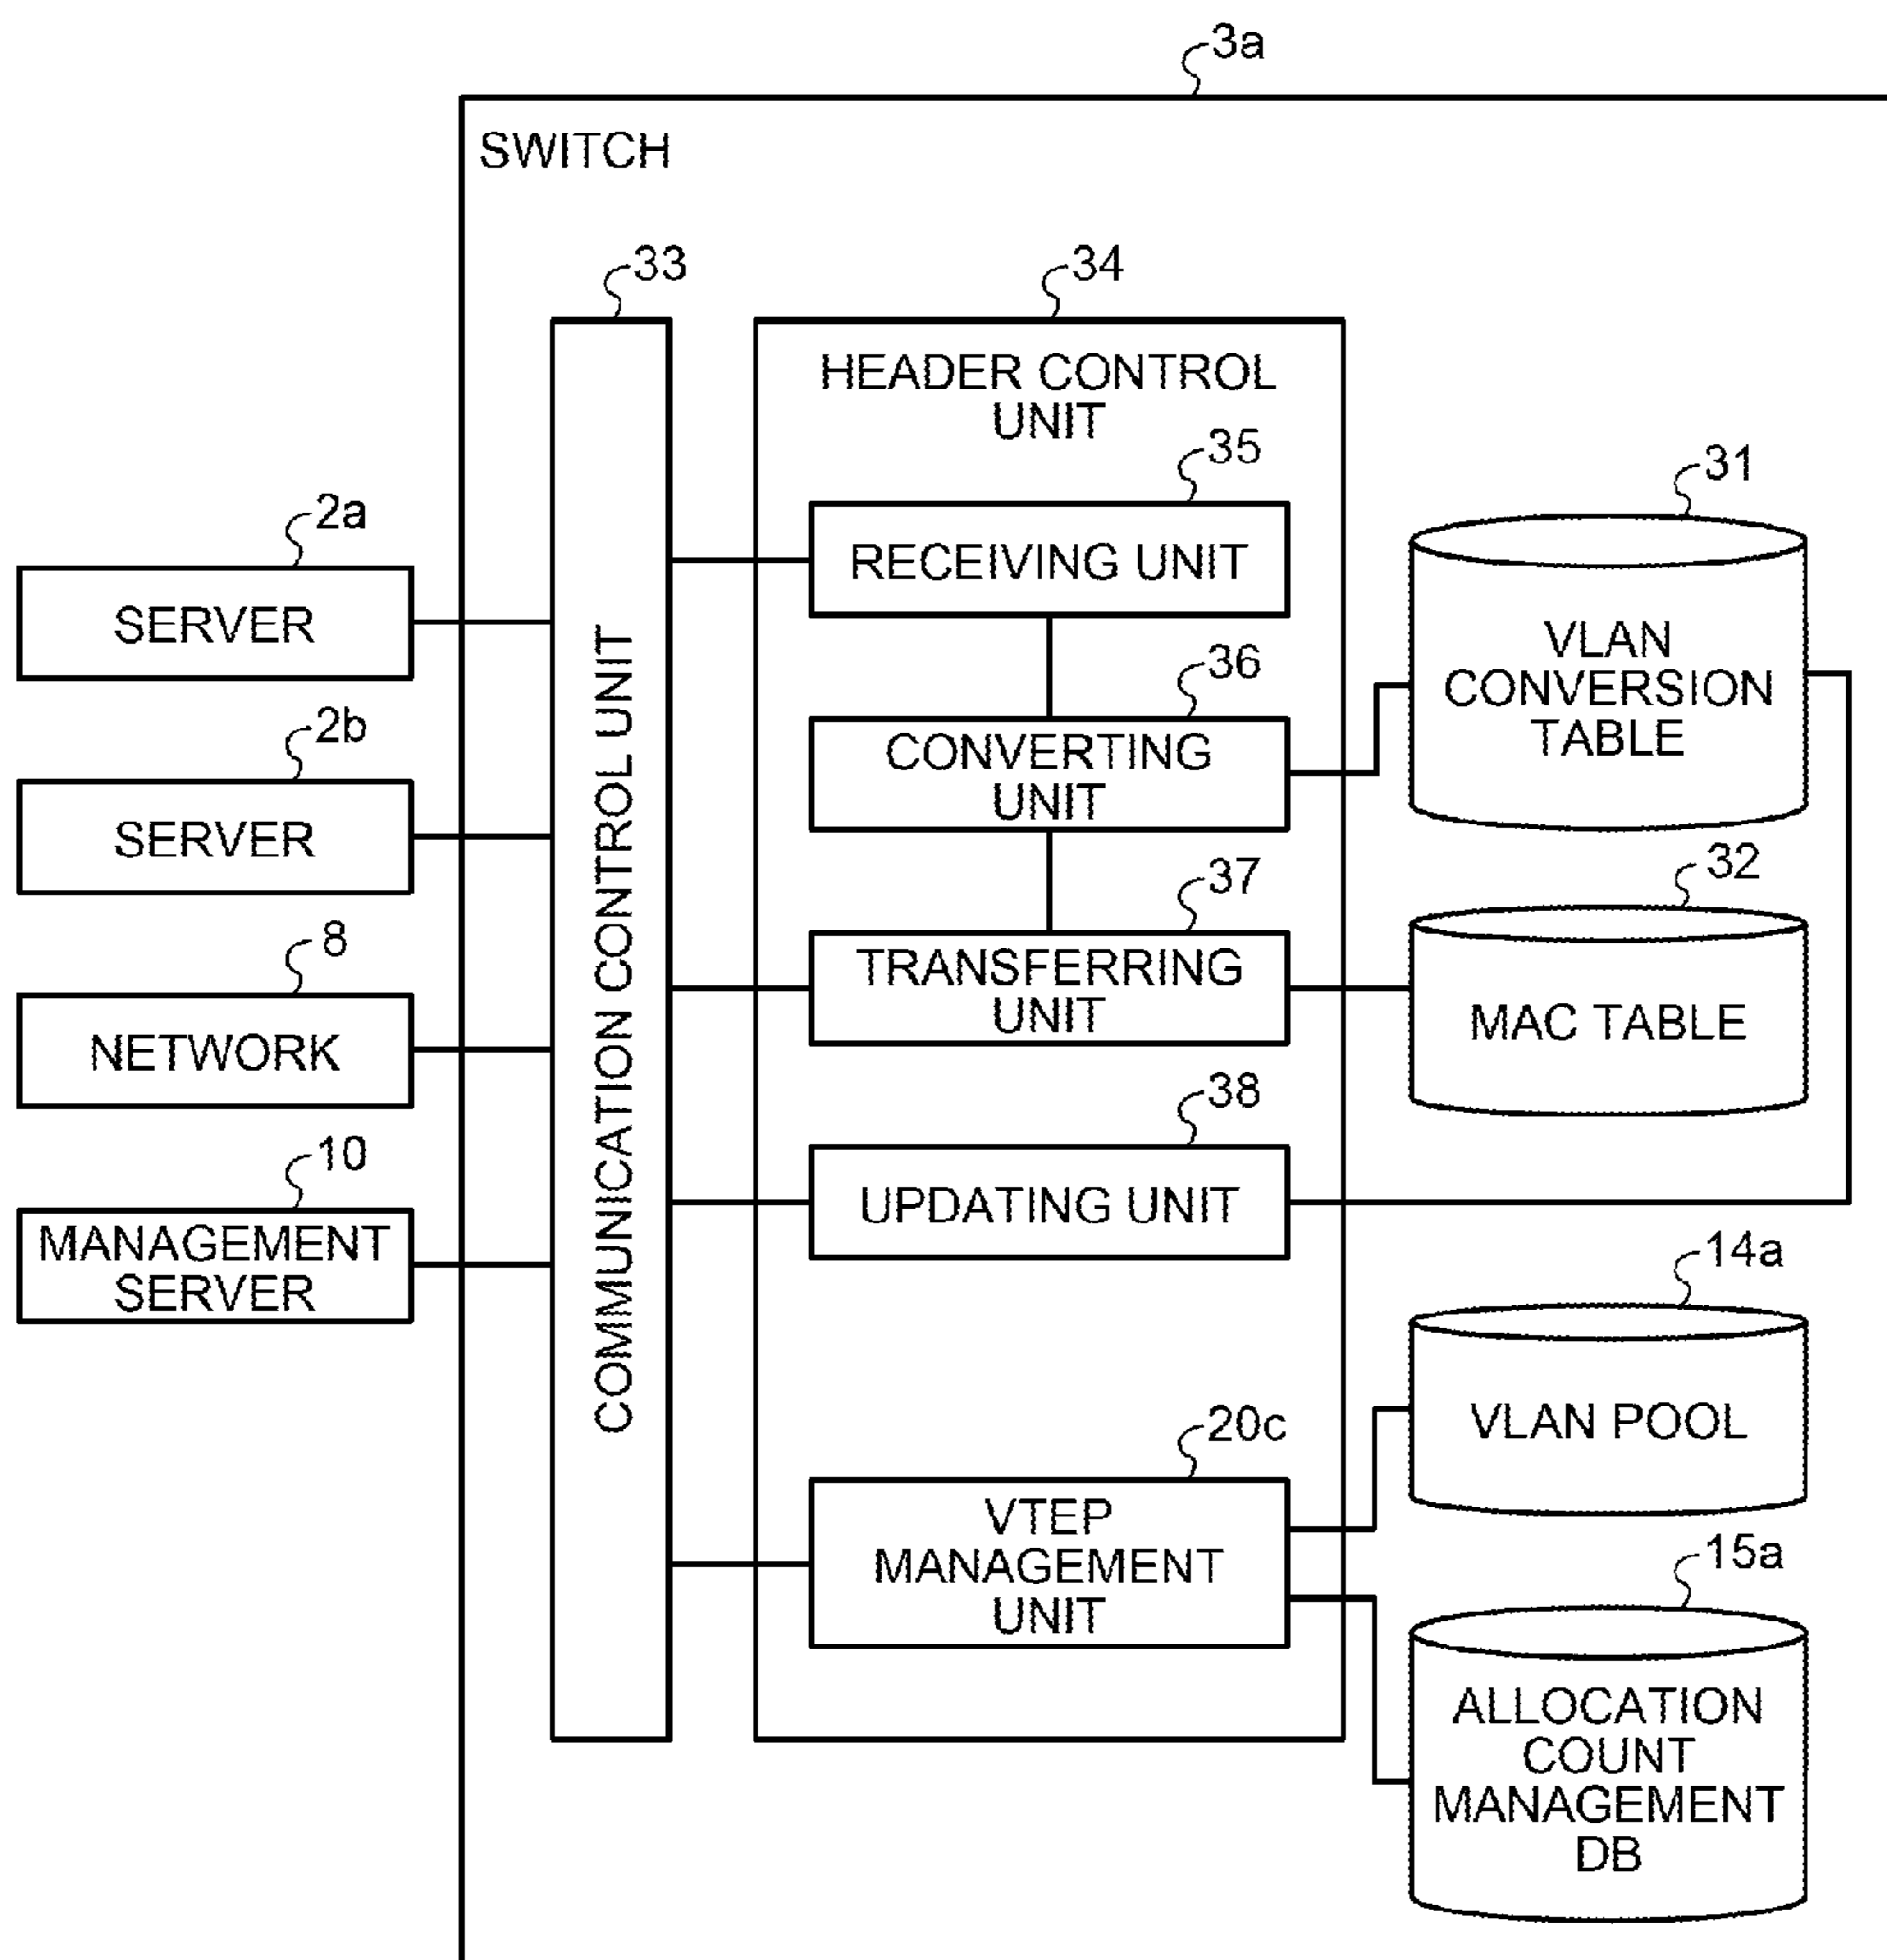 3a
SWITCH
33
34
HEADER CONTROL
UNIT
35
RECEIVING UNIT
31
VLAN
CONVERSION
TABLE
2a
SERVER
36
CONVERTING
UNIT
2b
SERVER
COMMUNICATION CONTROL UNIT
37
TRANSFERRING
UNIT
32
MAC TABLE
8
NETWORK
38
UPDATING UNIT
10
MANAGEMENT
SERVER
14a
VLAN POOL
20c
VTEP
MANAGEMENT
UNIT
15a
ALLOCATION
COUNT
MANAGEMENT
DB